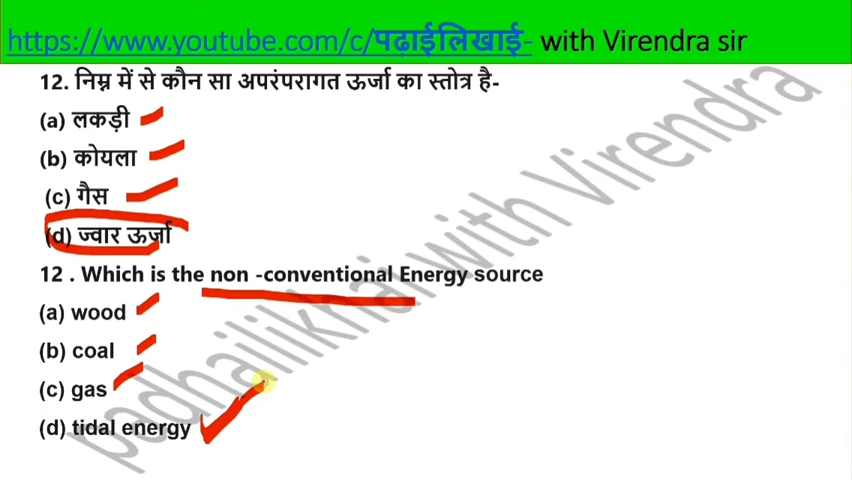 https://www.youtube.com/c/पढ़ाईलिखाई- with Virendra sir
12. निम्न में से कौन सा अपरंपरागत ऊर्जा का स्तोत्र है-
(a) लकड़ी
(b) कोयला
(c) गैस
(d) ज्वार ऊर्जा
12 . Which is the non -conventional Energy source
(a) wood
(b) coal
(c) gas
(d) tidal energy
padhailikhai with Virendra